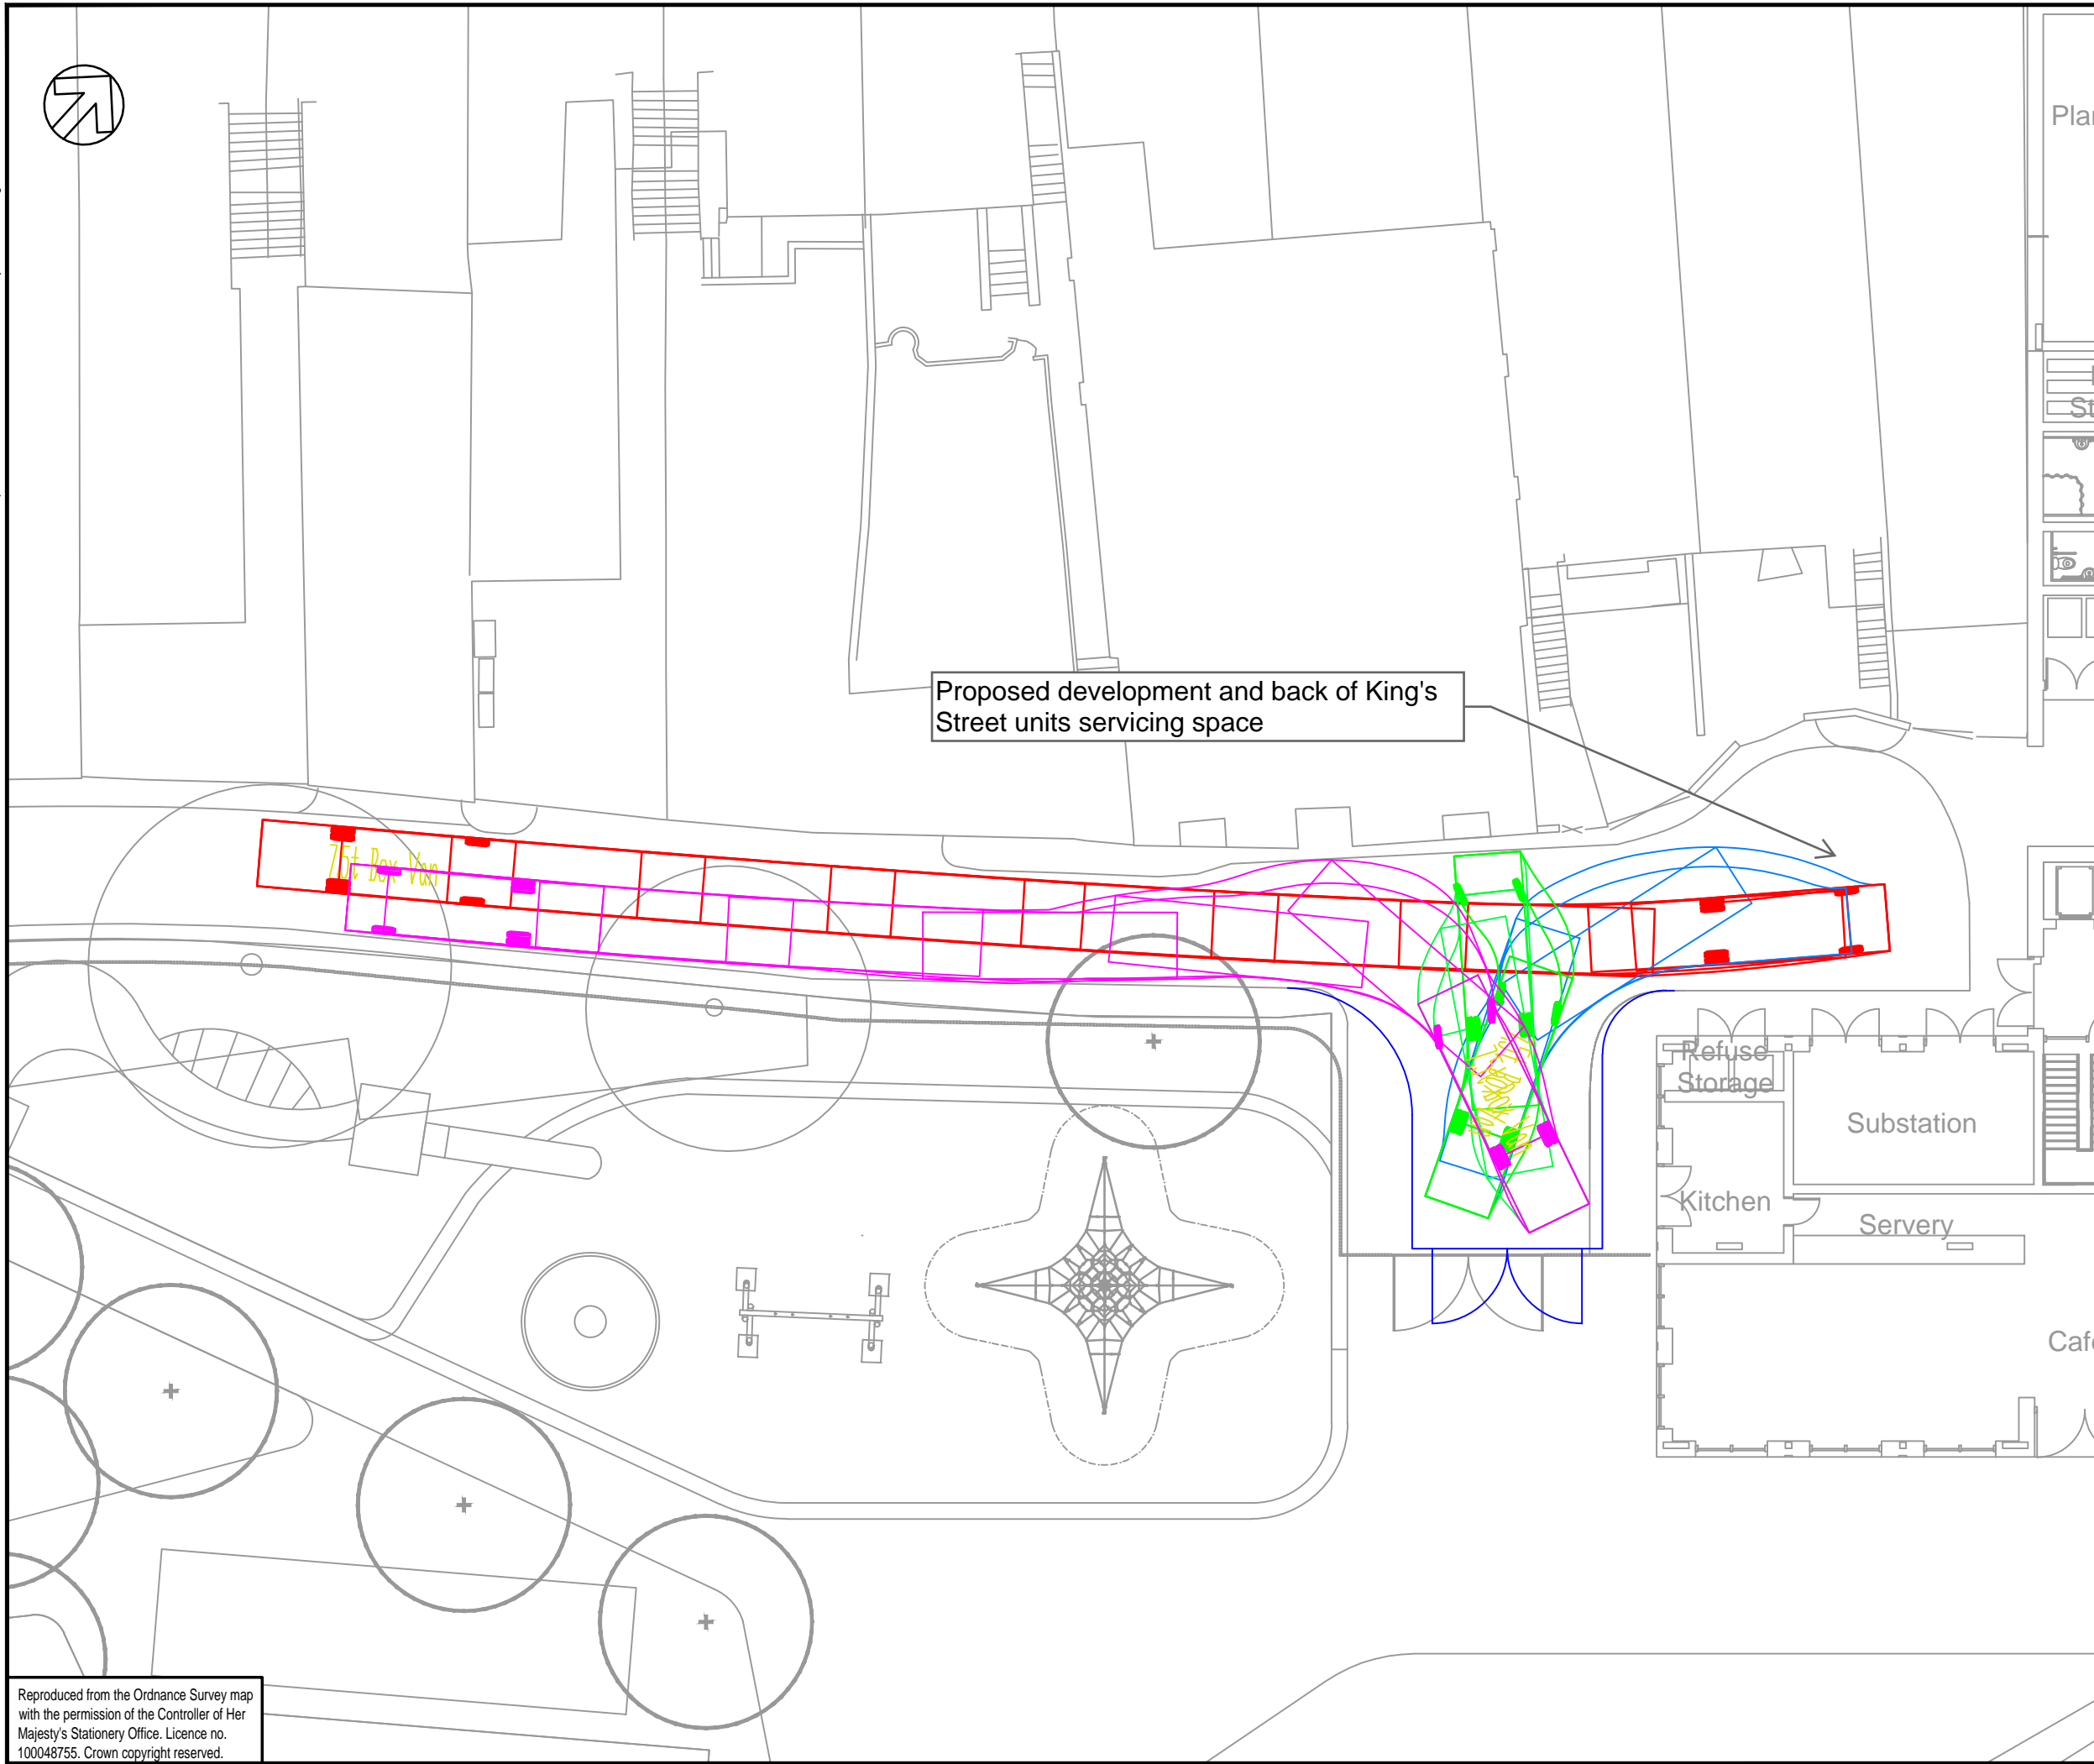 Proposed development and back of King's
Street units servicing space
7.5t Box Van
Refuse
Storage
Substation
Kitchen
Servery
Reproduced from the Ordnance Survey map
with the permission of the Controller of Her
Majesty's Stationery Office. Licence no.
100048755. Crown copyright reserved.